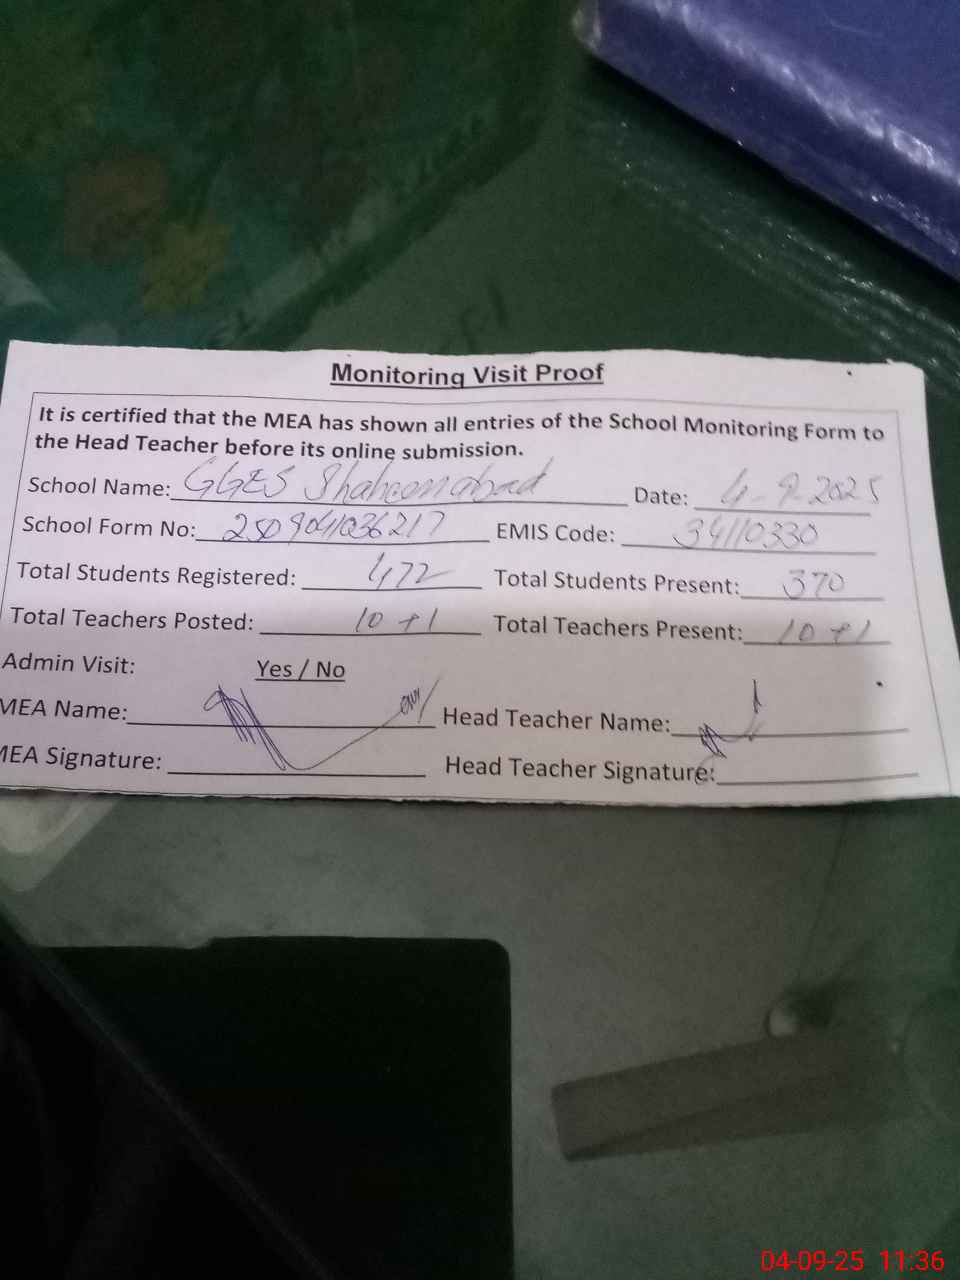 Monitoring Visit Proof
It is certified that the MEA has shown all entries of the School Monitoring Form to
the Head Teacher before its online submission.
School Name: GGES Shaheenabad Date: 4-9-2025
School Form No: EMIS Code: 34110330
Total Students Registered: 472 Total Students Present: 370
Total Teachers Posted: 10+1 Total Teachers Present: 10+1
Admin Visit: Yes / No
MEA Name: Head Teacher Name:
MEA Signature: Head Teacher Signature:
04-09-25 11:36